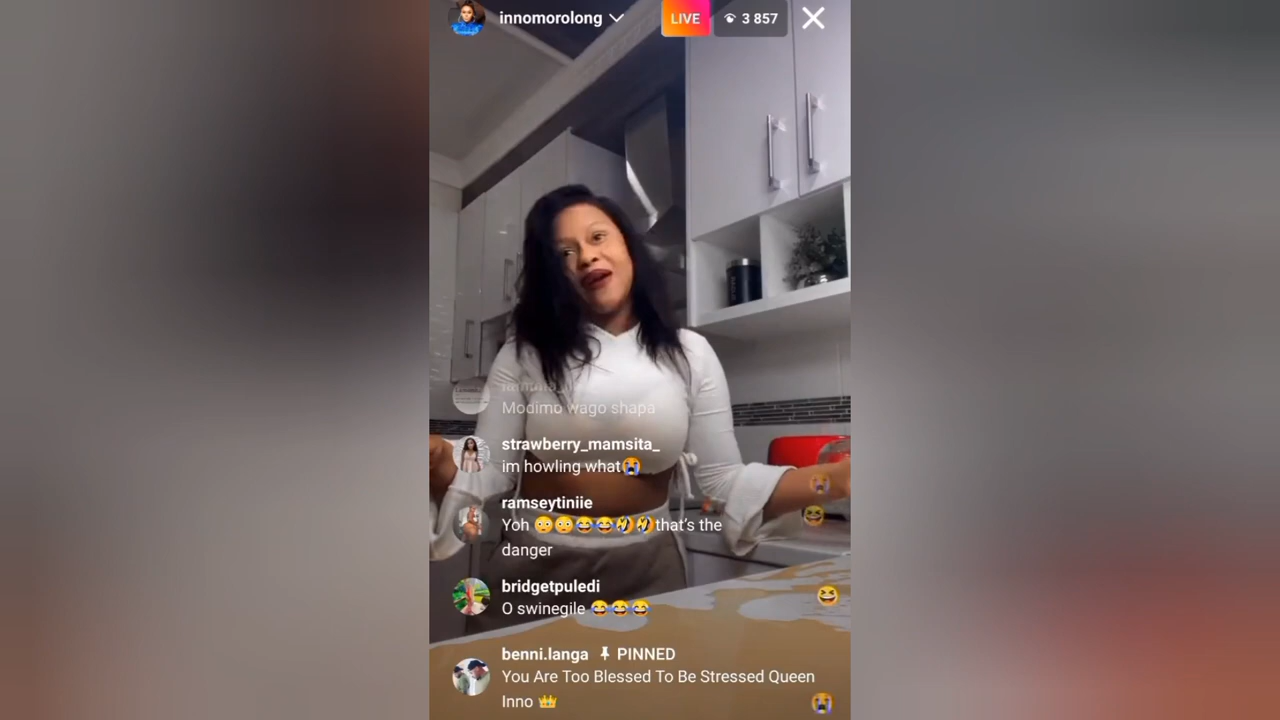 innomorolong
LIVE 3 857
Modimo wago shapa
strawberry_mamsita_
im howling what😭
ramseytiniie
Yoh 😳😳😂😂🤣🤣that's the
danger
bridgetpuledi
O swinegile 😂😂😂
benni.langa PINNED
You Are Too Blessed To Be Stressed Queen
Inno 👑